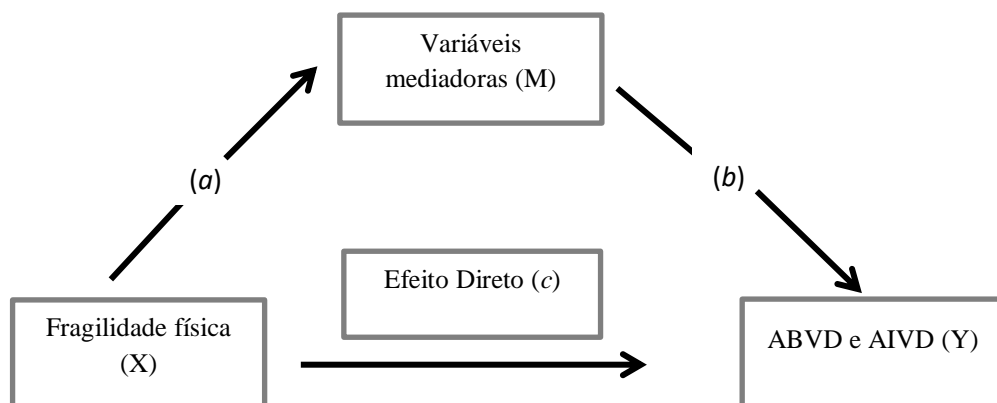 Variáveis
mediadoras (M)
(a)
(b)
Efeito Direto (c)
Fragilidade física
(X)
ABVD e AIVD (Y)